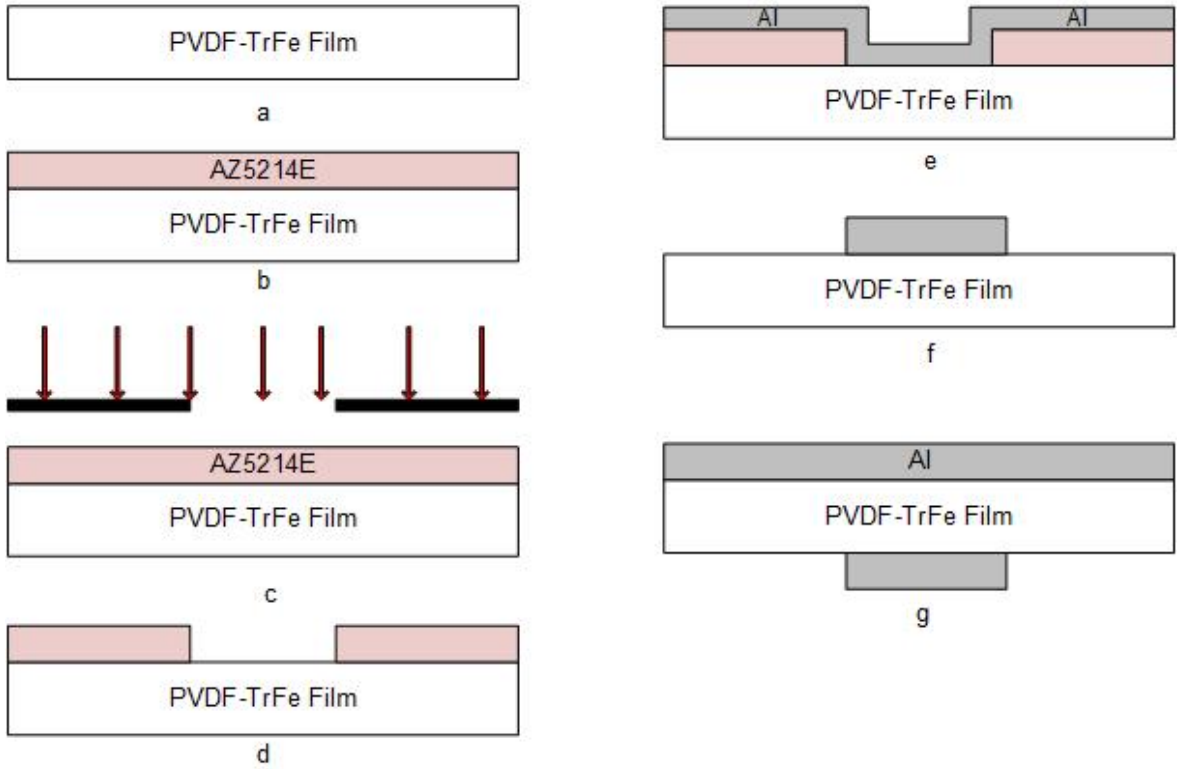 PVDF-TrFe Film
a
AZ5214E
PVDF-TrFe Film
b
AZ5214E
PVDF-TrFe Film
c
PVDF-TrFe Film
d
Al Al
PVDF-TrFe Film
e
PVDF-TrFe Film
f
Al
PVDF-TrFe Film
g